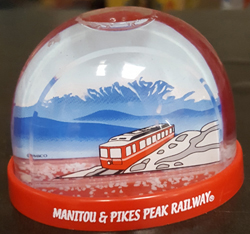 MANITOU & PIKES PEAK RAILWAY®